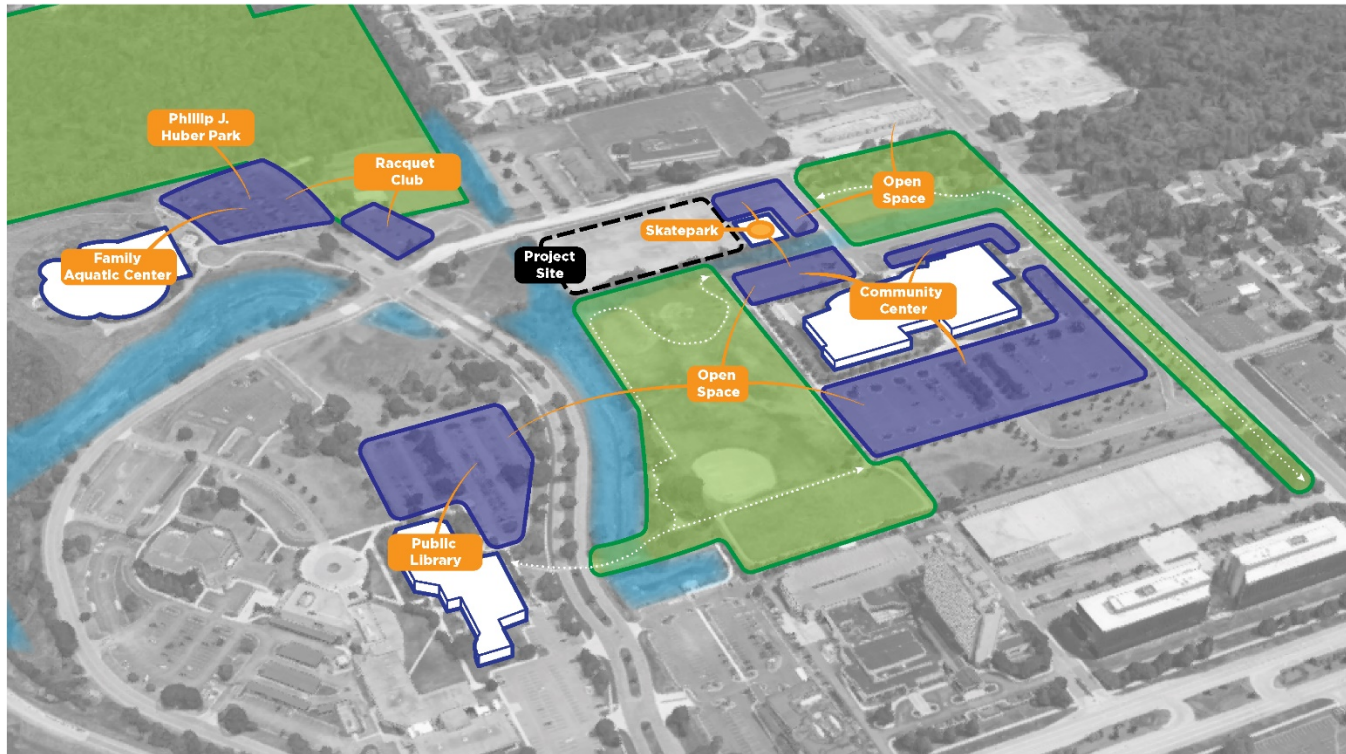 Phillip J.
Huber Park
Racquet
Club
Family
Aquatic Center
Project
Site
Skatepark
Open
Space
Community
Center
Open
Space
Public
Library